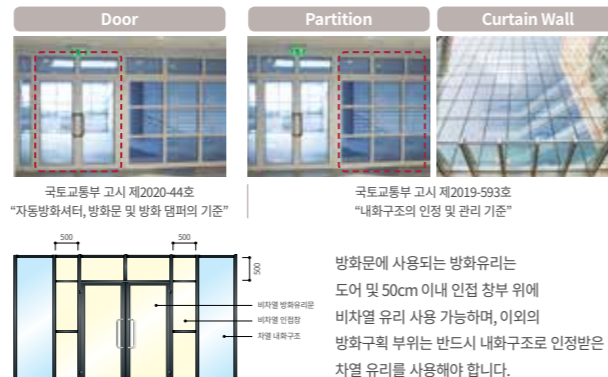 Door
Partition
Curtain Wall
국토교통부 고시 제2020-44호
“자동방화셔터, 방화문 및 방화 댐퍼의 기준”
국토교통부 고시 제2019-593호
“내화구조의 인정 및 관리 기준”
500
500
500
비차열 방화유리문
비차열 인접창
차열 내화구조
방화문에 사용되는 방화유리는
도어 및 50cm 이내 인접 창부 위에
비차열 유리 사용 가능하며, 이외의
방화구획 부위는 반드시 내화구조로 인정받은
차열 유리를 사용해야 합니다.